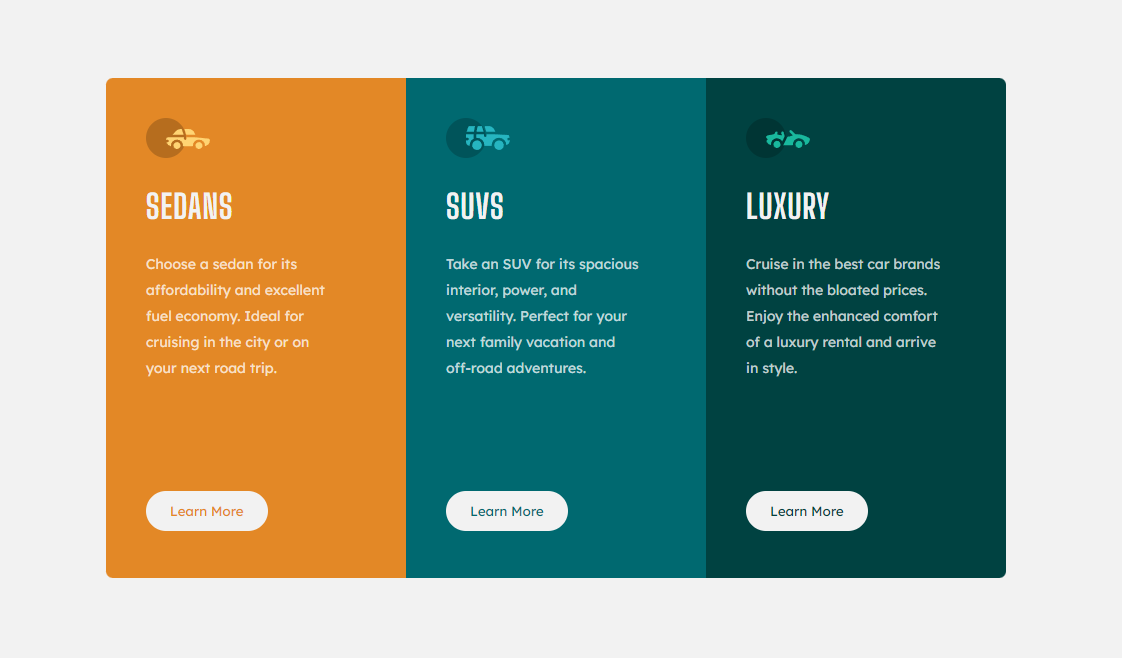 SEDANS
Choose a sedan for its
affordability and excellent
fuel economy. Ideal for
cruising in the city or on
your next road trip.
Learn More
SUVS
Take an SUV for its spacious
interior, power, and
versatility. Perfect for your
next family vacation and
off-road adventures.
Learn More
LUXURY
Cruise in the best car brands
without the bloated prices.
Enjoy the enhanced comfort
of a luxury rental and arrive
in style.
Learn More